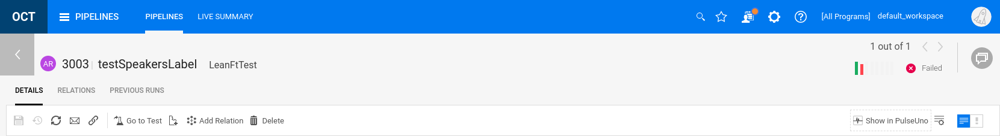 OCT PIPELINES PIPELINES LIVE SUMMARY [All Programs] default_workspace
1 out of 1
AR 3003 testSpeakersLabel LeanFtTest
Failed
DETAILS RELATIONS PREVIOUS RUNS
Go to Test Add Relation Delete Show in PulseUno